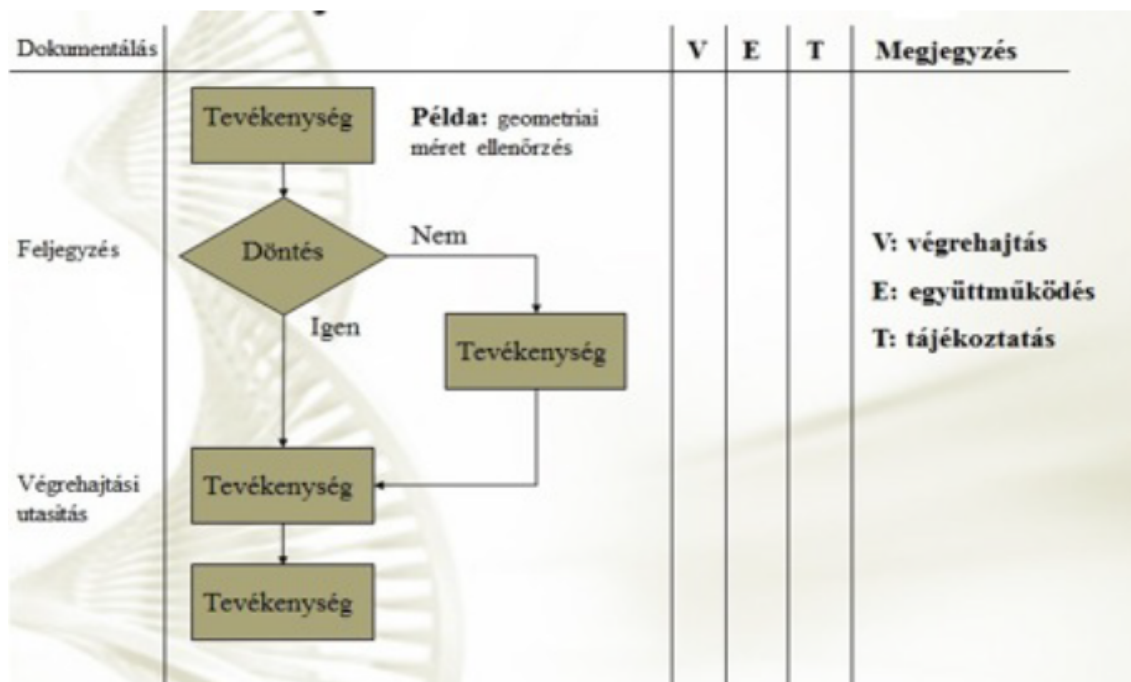 Dokumentálás
V E T Megjegyzés
Tevékenység
Példa: geometriai
méret ellenőrzés
Feljegyzés
Döntés
Nem
Igen
Tevékenység
V: végrehajtás
E: együttműködés
T: tájékoztatás
Végrehajtási
utasítás
Tevékenység
Tevékenység